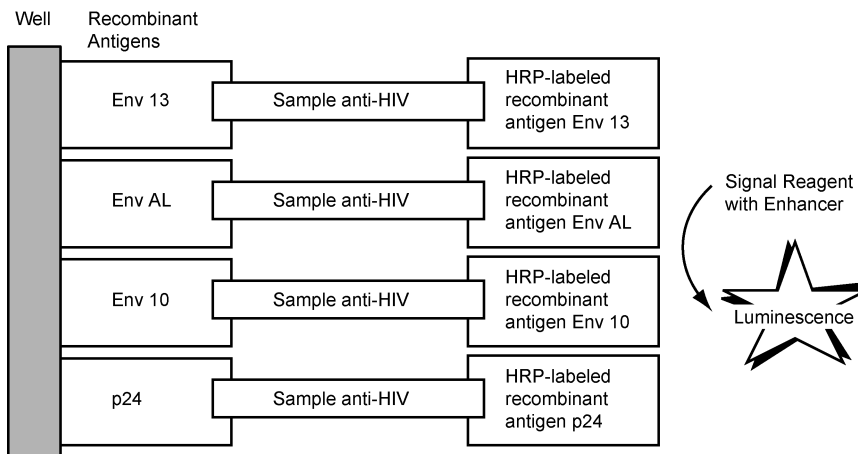 Well
Recombinant
Antigens
Env 13
Sample anti-HIV
HRP-labeled
recombinant
antigen Env 13
Env AL
Sample anti-HIV
HRP-labeled
recombinant
antigen Env AL
Signal Reagent
with Enhancer
Env 10
Sample anti-HIV
HRP-labeled
recombinant
antigen Env 10
Luminescence
p24
Sample anti-HIV
HRP-labeled
recombinant
antigen p24